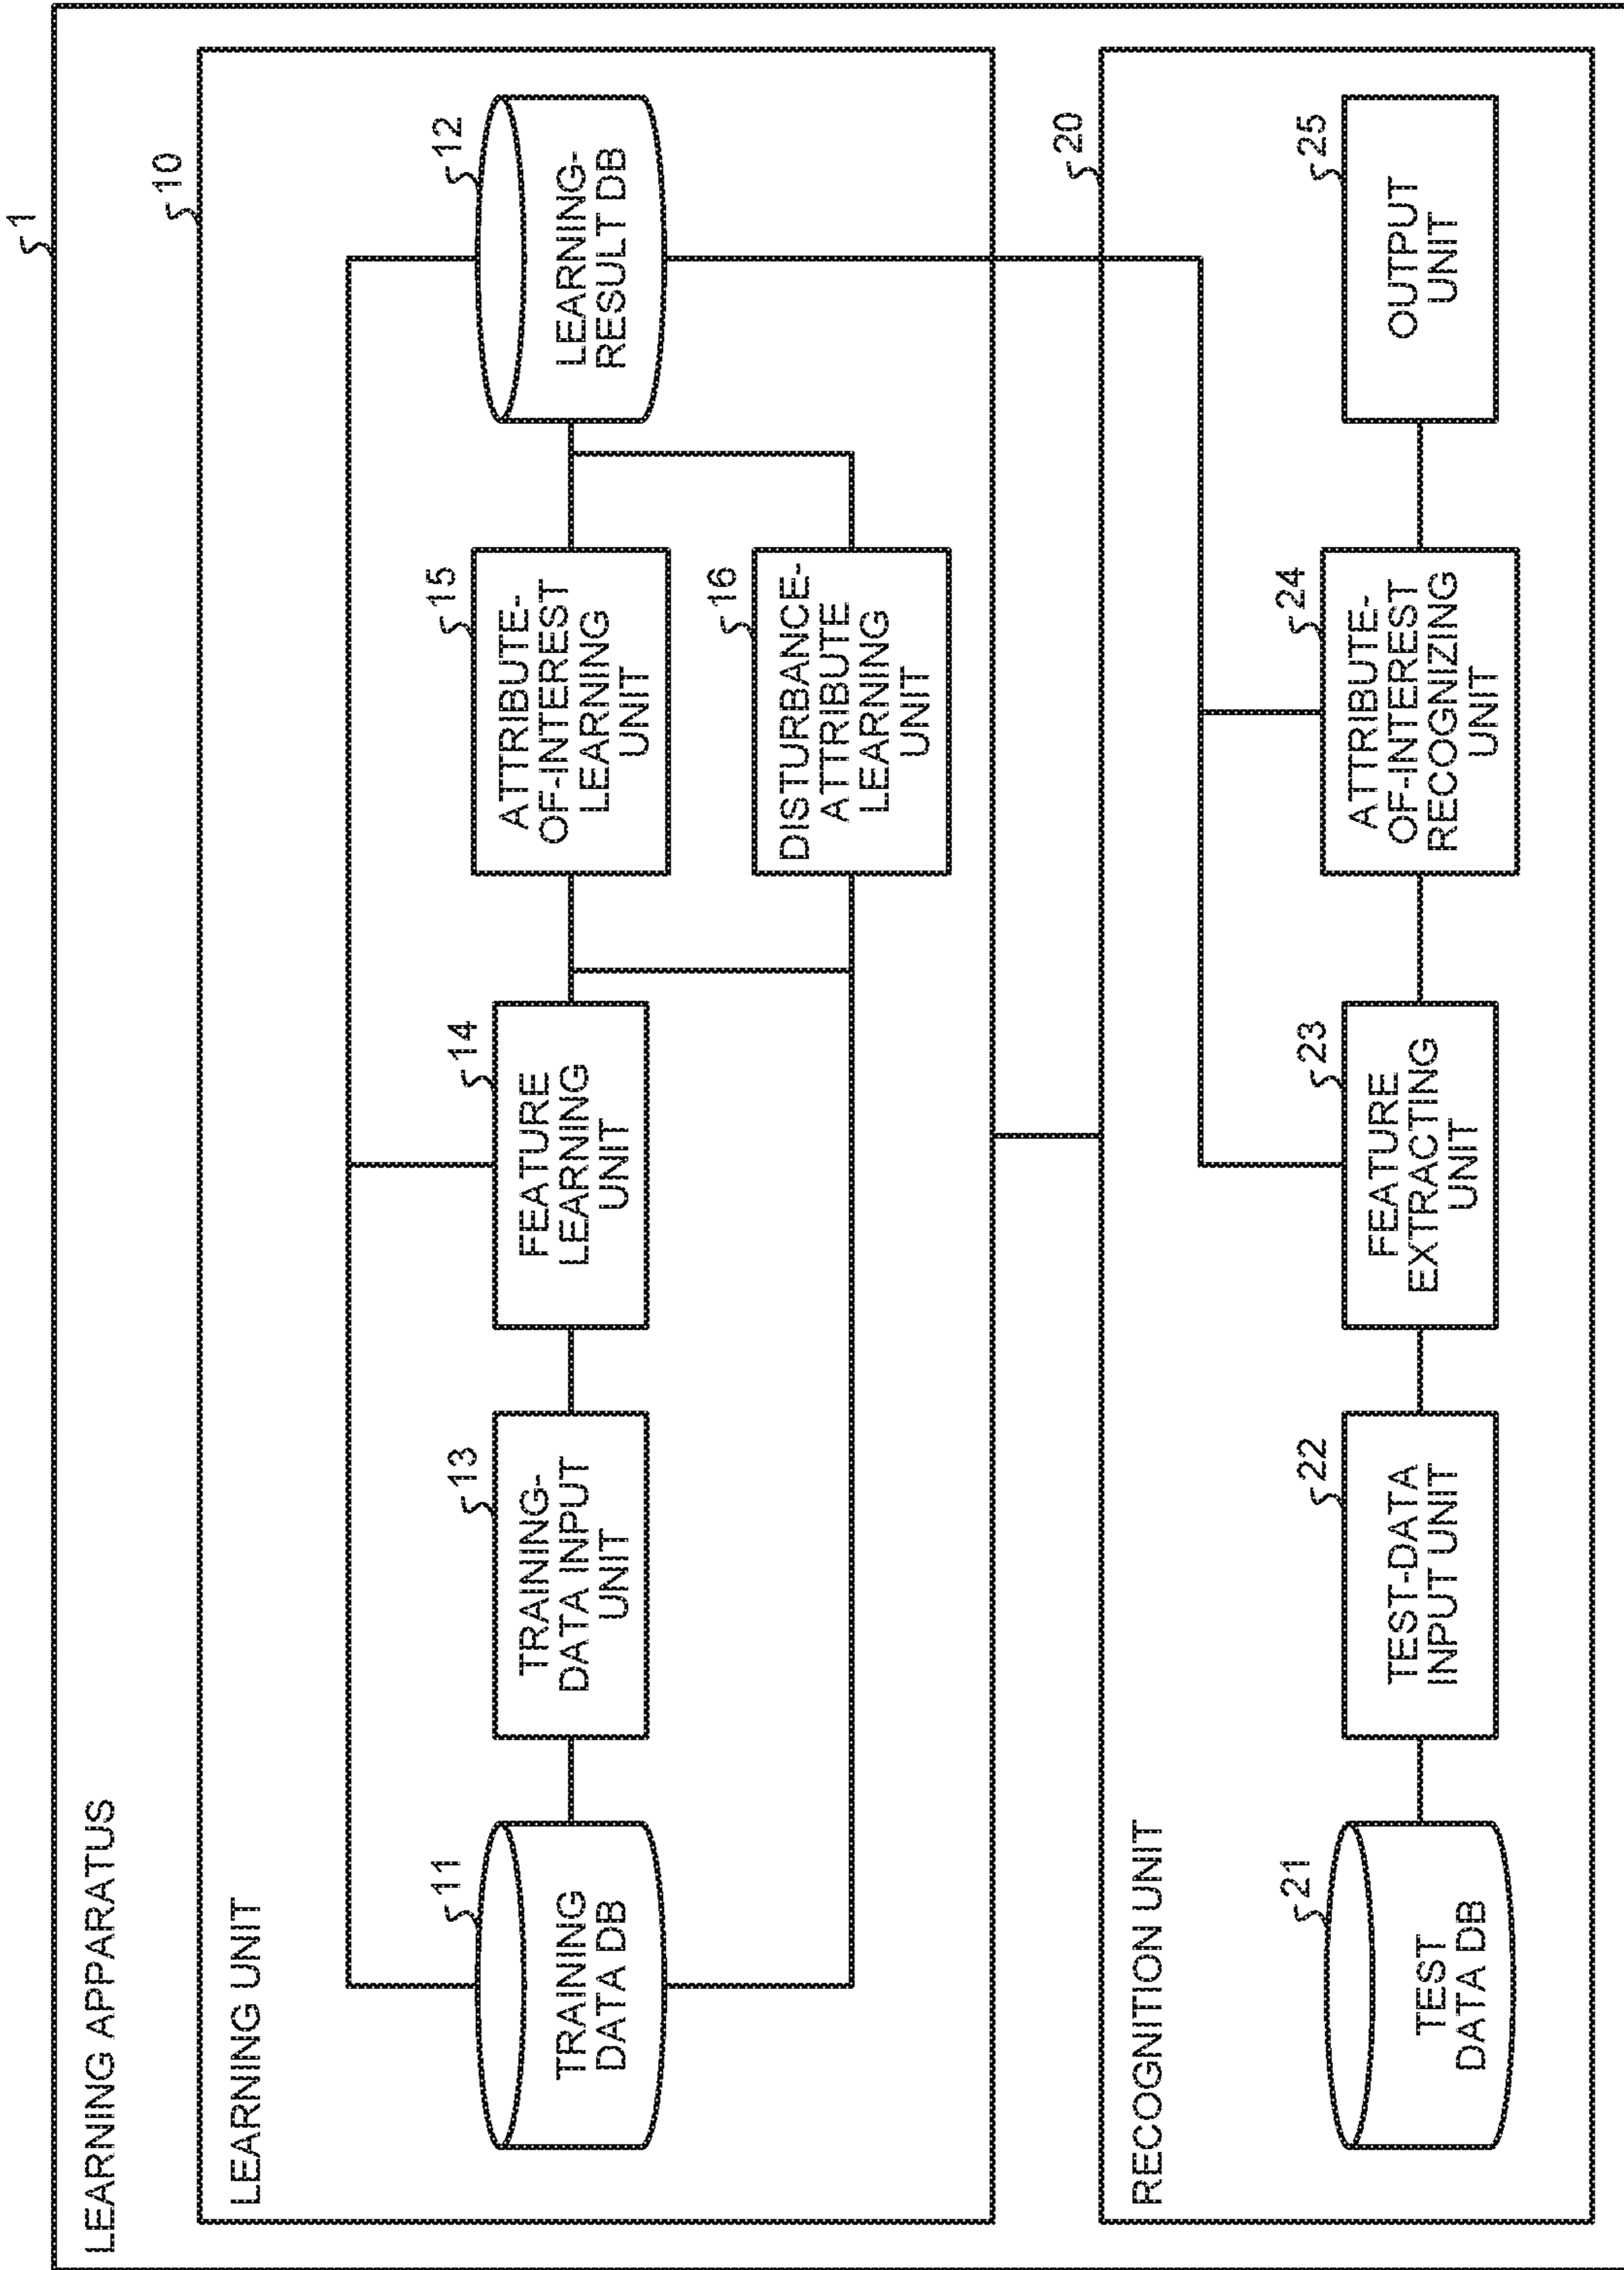 1
LEARNING APPARATUS
10
LEARNING UNIT
11
TRAINING
DATA DB
13
TRAINING-
DATA INPUT
UNIT
14
FEATURE
LEARNING
UNIT
15
ATTRIBUTE-
OF-INTEREST
LEARNING
UNIT
16
DISTURBANCE-
ATTRIBUTE
LEARNING
UNIT
12
LEARNING-
RESULT DB
20
RECOGNITION UNIT
21
TEST
DATA DB
22
TEST-DATA
INPUT UNIT
23
FEATURE
EXTRACTING
UNIT
24
ATTRIBUTE-
OF-INTEREST
RECOGNIZING
UNIT
25
OUTPUT
UNIT